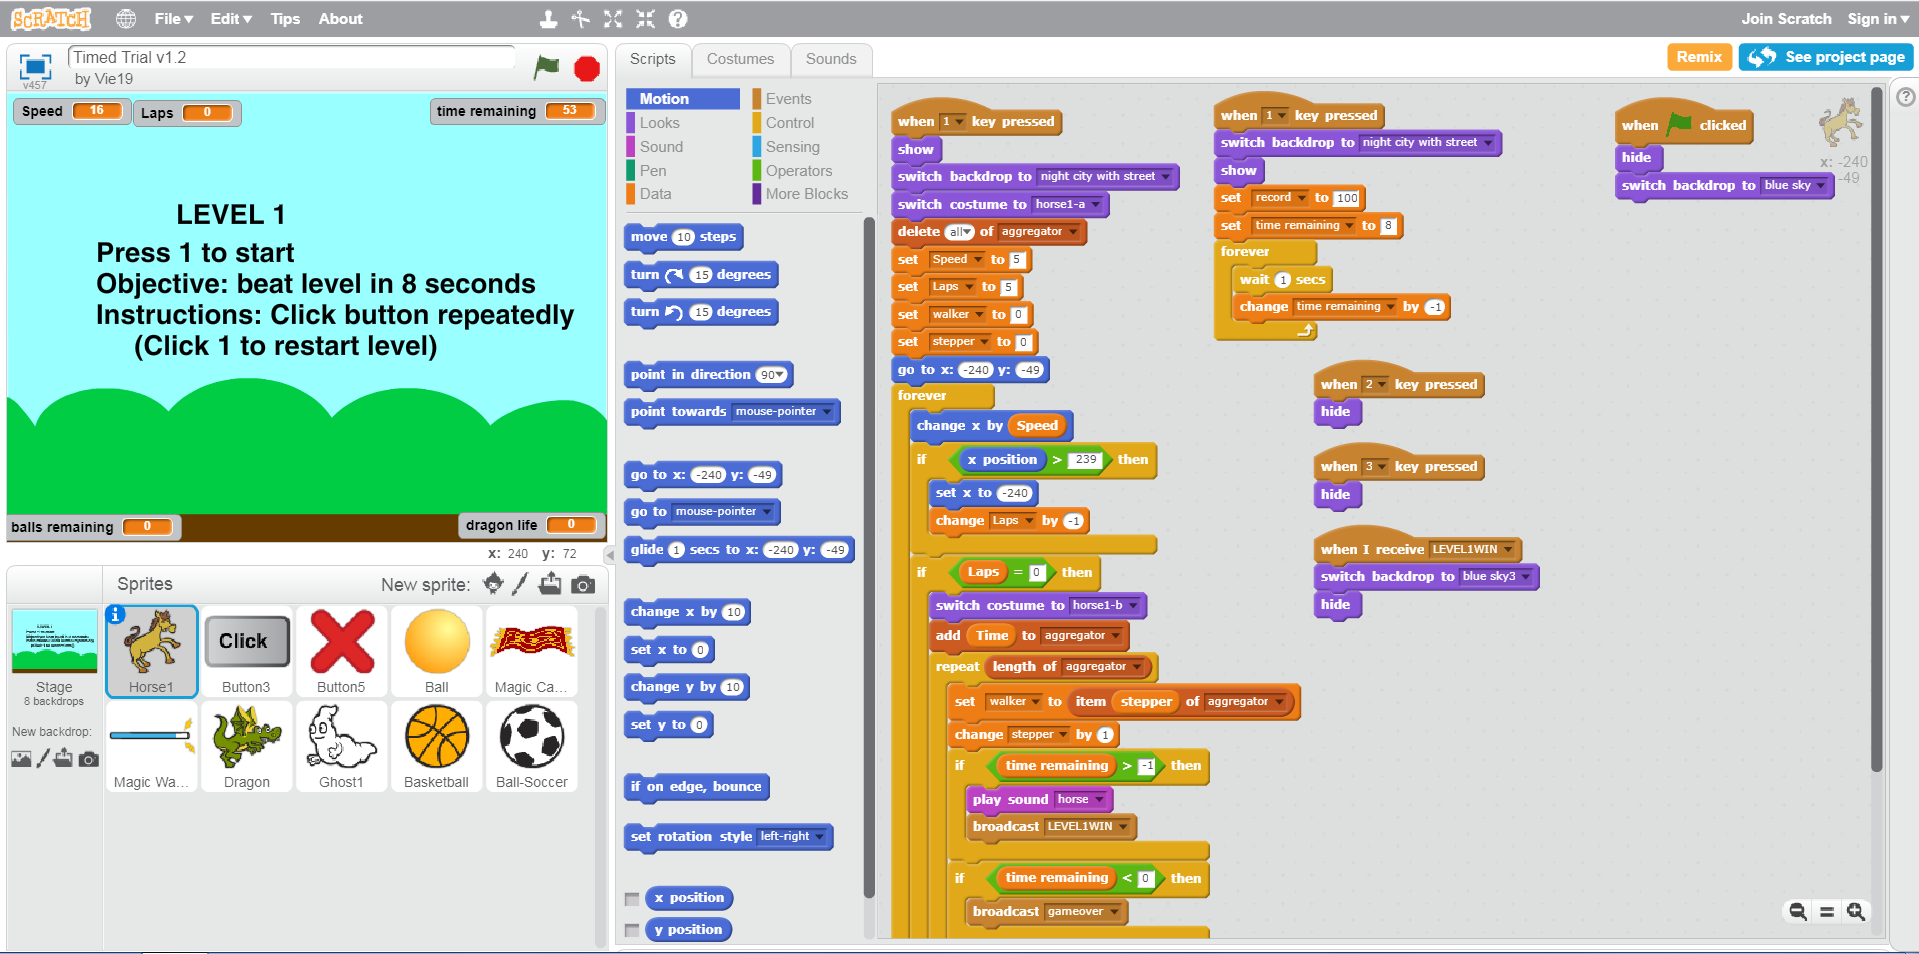 SCRATCH File Edit Tips About Join Scratch Sign in
Timed Trial v1.2
by Vie19
v457
Speed 16 Laps 0 time remaining 53
LEVEL 1
Press 1 to start
Objective: beat level in 8 seconds
Instructions: Click button repeatedly
(Click 1 to restart level)
balls remaining 0 dragon life 0
x: 240 y: 72
Sprites New sprite:
Stage
8 backdrops
New backdrop:
Click
Horse1 Button3 Button5 Ball Magic Ca...
Magic Wa... Dragon Ghost1 Basketball Ball-Soccer
Scripts Costumes Sounds
Remix See project page
Motion Events
Looks Control
Sound Sensing
Pen Operators
Data More Blocks
move 10 steps
turn 15 degrees
turn 15 degrees
point in direction 90
point towards mouse-pointer
go to x: -240 y: -49
go to mouse-pointer
glide 1 secs to x: -240 y: -49
change x by 10
set x to 0
change y by 10
set y to 0
if on edge, bounce
set rotation style left-right
x position
y position
when 1 key pressed
show
switch backdrop to night city with street
switch costume to horse1-a
delete all of aggregator
set Speed to 5
set Laps to 5
set walker to 0
set stepper to 0
go to x: -240 y: -49
forever
change x by Speed
if x position > 239 then
set x to -240
change Laps by -1
if Laps = 0 then
switch costume to horse1-b
add Time to aggregator
repeat length of aggregator
set walker to item stepper of aggregator
change stepper by 1
if time remaining > -1 then
play sound horse
broadcast LEVEL1WIN
if time remaining < 0 then
broadcast gameover
when 1 key pressed
switch backdrop to night city with street
show
set record to 100
set time remaining to 8
forever
wait 1 secs
change time remaining by -1
when 2 key pressed
hide
when 3 key pressed
hide
when I receive LEVEL1WIN
switch backdrop to blue sky3
hide
when clicked
hide
switch backdrop to blue sky
x: -240
-49